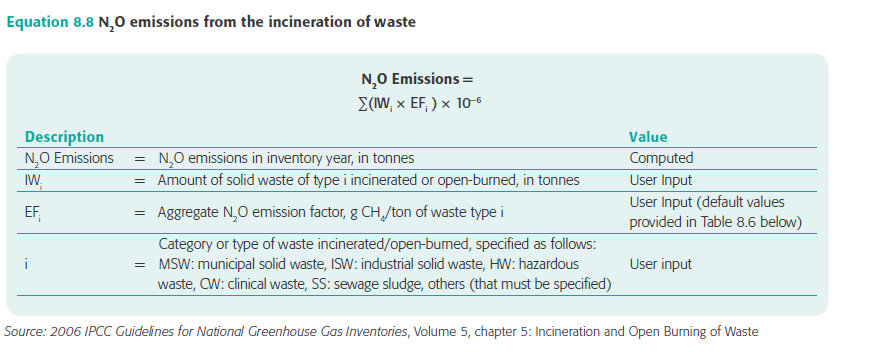 Equation 8.8 N₂O emissions from the incineration of waste
N₂O Emissions =
∑(IWᵢ × EFᵢ ) × 10⁻⁶
Description Value
N₂O Emissions = N₂O emissions in inventory year, in tonnes Computed
IWᵢ = Amount of solid waste of type i incinerated or open-burned, in tonnes User Input
EFᵢ = Aggregate N₂O emission factor, g CH₄/ton of waste type i User Input (default values
provided in Table 8.6 below)
Category or type of waste incinerated/open-burned, specified as follows:
i = MSW: municipal solid waste, ISW: industrial solid waste, HW: hazardous User input
waste, CW: clinical waste, SS: sewage sludge, others (that must be specified)
Source: 2006 IPCC Guidelines for National Greenhouse Gas Inventories, Volume 5, chapter 5: Incineration and Open Burning of Waste